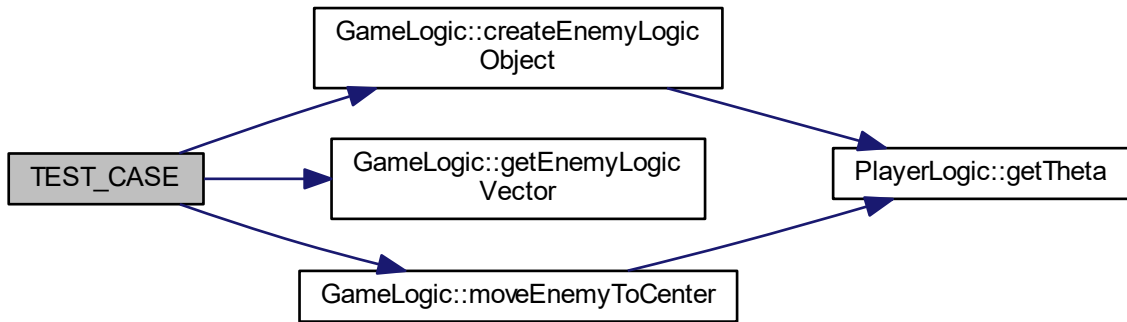 GameLogic::createEnemyLogic
Object
TEST_CASE
GameLogic::getEnemyLogic
Vector
PlayerLogic::getTheta
GameLogic::moveEnemyToCenter